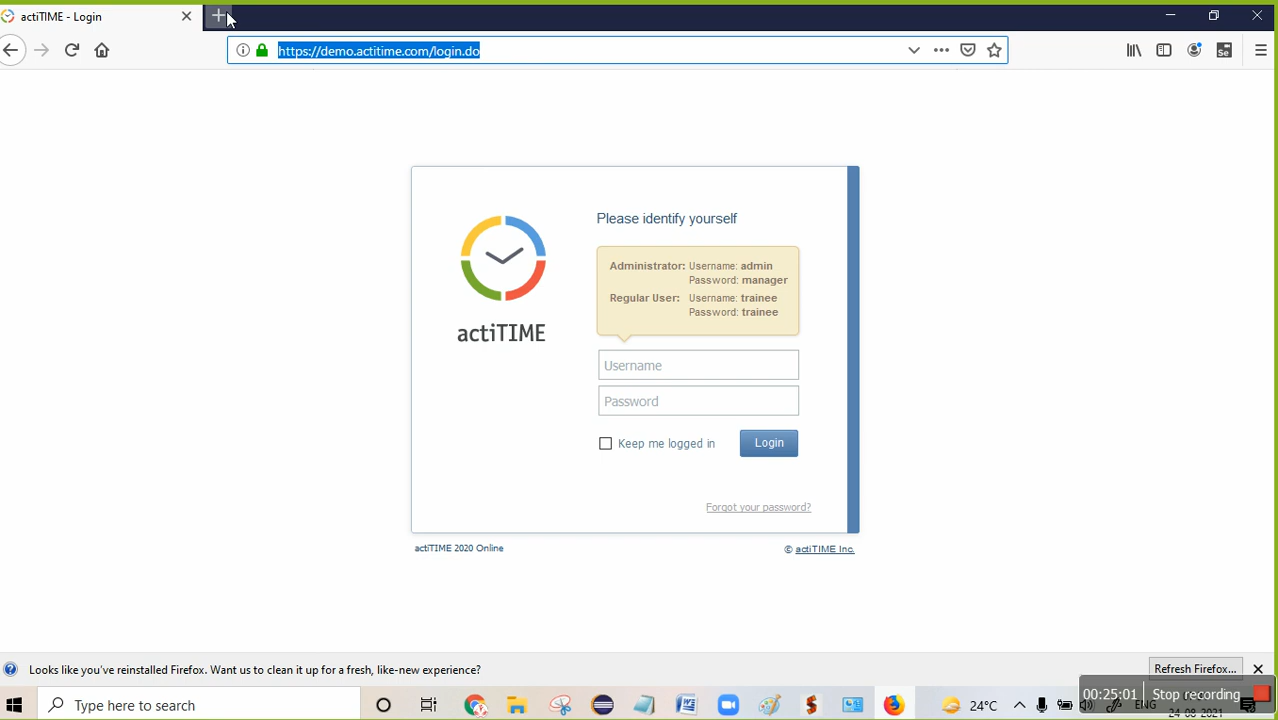 actiTIME - Login
https://demo.actitime.com/login.do
Please identify yourself
Administrator: Username: admin
Password: manager
Regular User: Username: trainee
Password: trainee
actiTIME
Username
Password
Keep me logged in
Login
Forgot your password?
actiTIME 2020 Online
© actiTIME Inc.
Looks like you've reinstalled Firefox. Want us to clean it up for a fresh, like-new experience?
Refresh Firefox...
Type here to search
24°C
ENG
00:25:01
Stop recording
24-08-2021